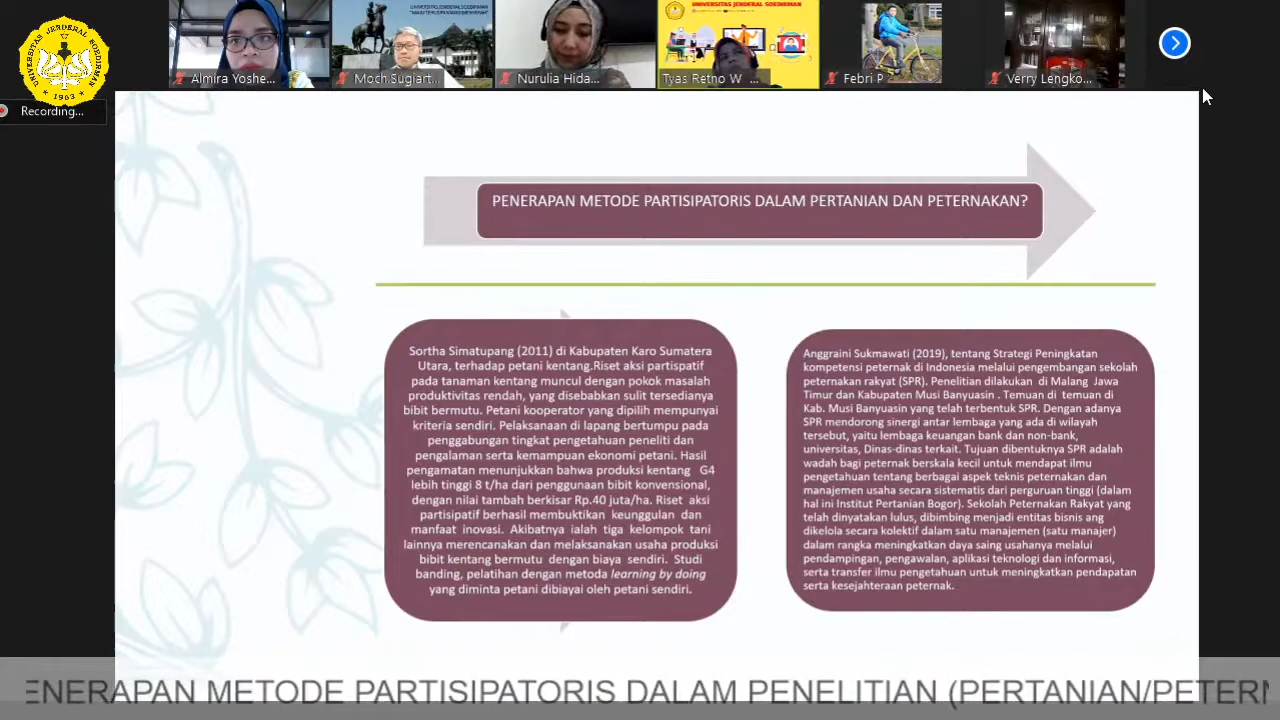 UNIVERSITAS JENDERAL SOEDIRMAN
★ 1963 ★
Recording...
Almira Yoshe...
UNIVERSITAS JENDERAL SOEDIRMAN
Moch.Sugiart...
Nurulia Hida...
UNIVERSITAS JENDERAL SOEDIRMAN
Tyas Retno W ...
Febri P
Verry Lengko...
PENERAPAN METODE PARTISIPATORIS DALAM PERTANIAN DAN PETERNAKAN?
Sortha Simatupang (2011) di Kabupaten Karo Sumatera
Utara, terhadap petani kentang.Riset aksi partispatif
pada tanaman kentang muncul dengan pokok masalah
produktivitas rendah, yang disebabkan sulit tersedianya
bibit bermutu. Petani kooperator yang dipilih mempunyai
kriteria sendiri. Pelaksanaan di lapang bertumpu pada
penggabungan tingkat pengetahuan peneliti dan
pengalaman serta kemampuan ekonomi petani. Hasil
pengamatan menunjukkan bahwa produksi kentang G4
lebih tinggi 8 t/ha dari penggunaan bibit konvensional,
dengan nilai tambah berkisar Rp.40 juta/ha. Riset aksi
partisipatif berhasil membuktikan keunggulan dan
manfaat inovasi. Akibatnya ialah tiga kelompok tani
lainnya merencanakan dan melaksanakan usaha produksi
bibit kentang bermutu dengan biaya sendiri. Studi
banding, pelatihan dengan metoda learning by doing
yang diminta petani dibiayai oleh petani sendiri.
Anggraini Sukmawati (2019), tentang Strategi Peningkatan
kompetensi peternak di Indonesia melalui pengembangan sekolah
peternakan rakyat (SPR). Penelitian dilakukan di Malang Jawa
Timur dan Kabupaten Musi Banyuasin . Temuan di temuan di
Kab. Musi Banyuasin yang telah terbentuk SPR. Dengan adanya
SPR mendorong sinergi antar lembaga yang ada di wilayah
tersebut, yaitu lembaga keuangan bank dan non-bank,
universitas, Dinas-dinas terkait. Tujuan dibentuknya SPR adalah
wadah bagi peternak berskala kecil untuk mendapat ilmu
pengetahuan tentang berbagai aspek teknis peternakan dan
manajemen usaha secara sistematis dari perguruan tinggi (dalam
hal ini Institut Pertanian Bogor). Sekolah Peternakan Rakyat yang
telah dinyatakan lulus, dibimbing menjadi entitas bisnis ang
dikelola secara kolektif dalam satu manajemen (satu manajer)
dalam rangka meningkatkan daya saing usahanya melalui
pendampingan, pengawalan, aplikasi teknologi dan informasi,
serta transfer ilmu pengetahuan untuk meningkatkan pendapatan
serta kesejahteraan peternak.
ENERAPAN METODE PARTISIPATORIS DALAM PENELITIAN (PERTANIAN/PETERN